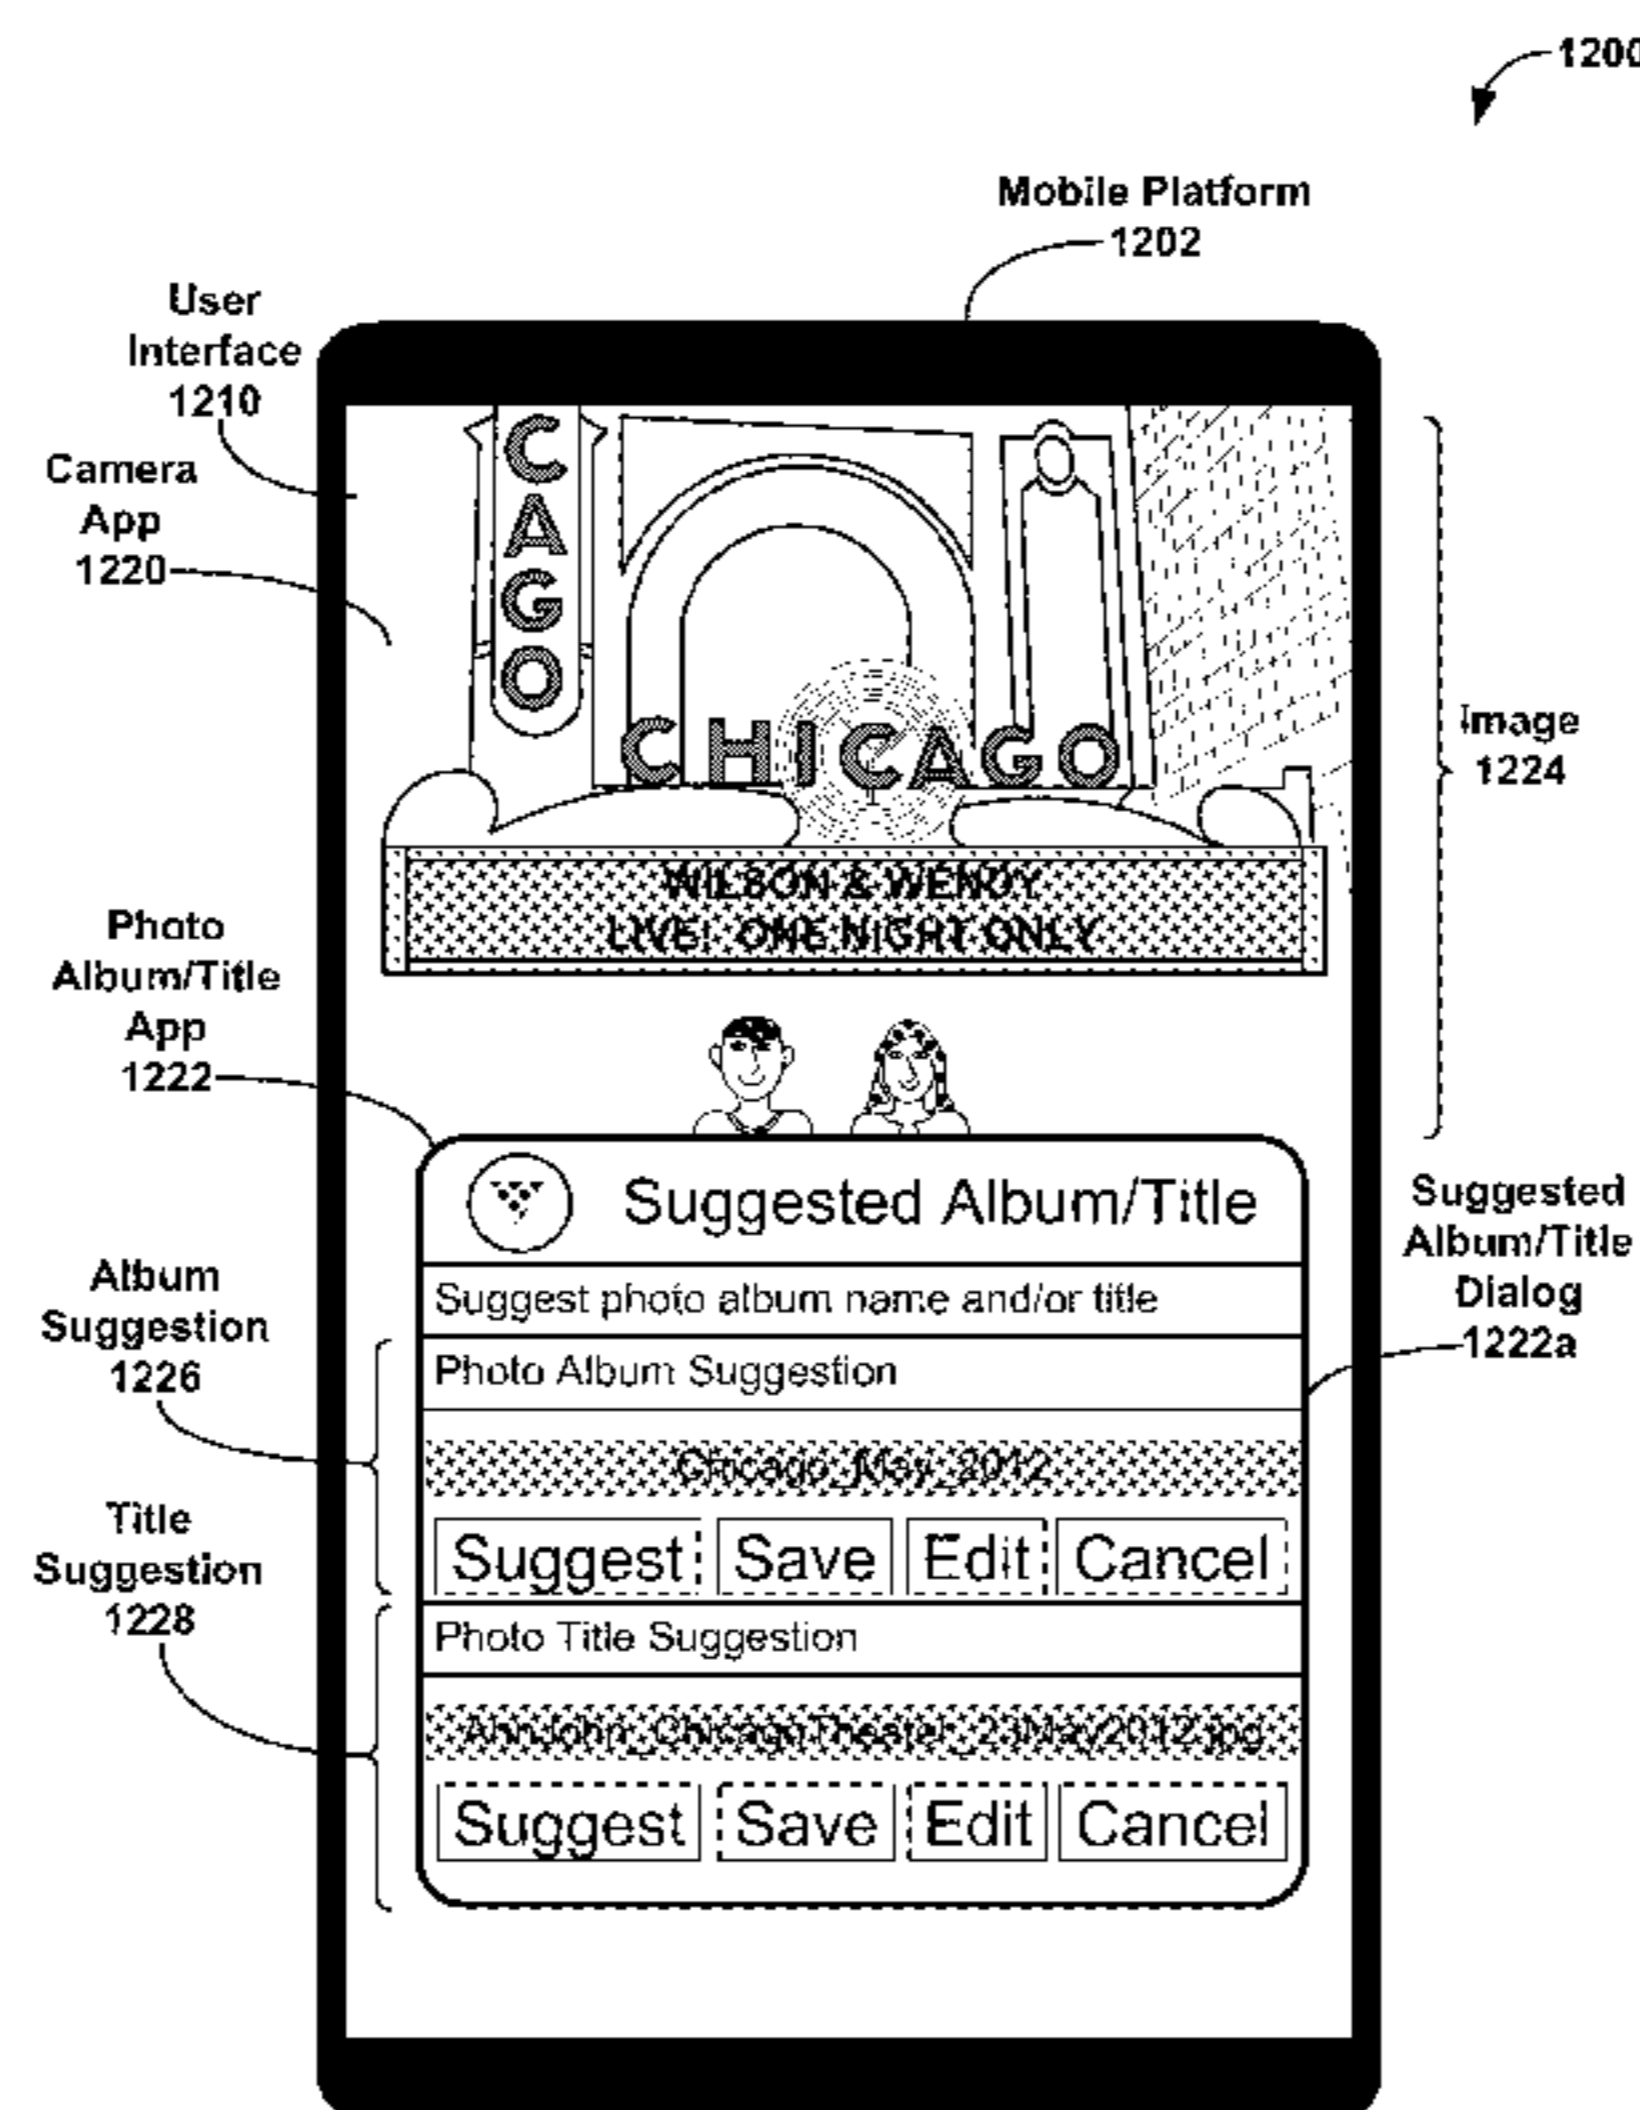 1200
Mobile Platform
1202
User
Interface
1210
Camera
App
1220
C
A
G
O
CHICAGO
Image
1224
WILSON & WENDY
LIVE! ONE NIGHT ONLY
Photo
Album/Title
App
1222
Suggested Album/Title
Suggested
Album/Title
Dialog
1222a
Suggest photo album name and/or title
Album
Suggestion
1226
Photo Album Suggestion
Chicago_May_2012
Suggest Save Edit Cancel
Title
Suggestion
1228
Photo Title Suggestion
AnnJohn_ChicagoTheater_23May2012.jpg
Suggest Save Edit Cancel